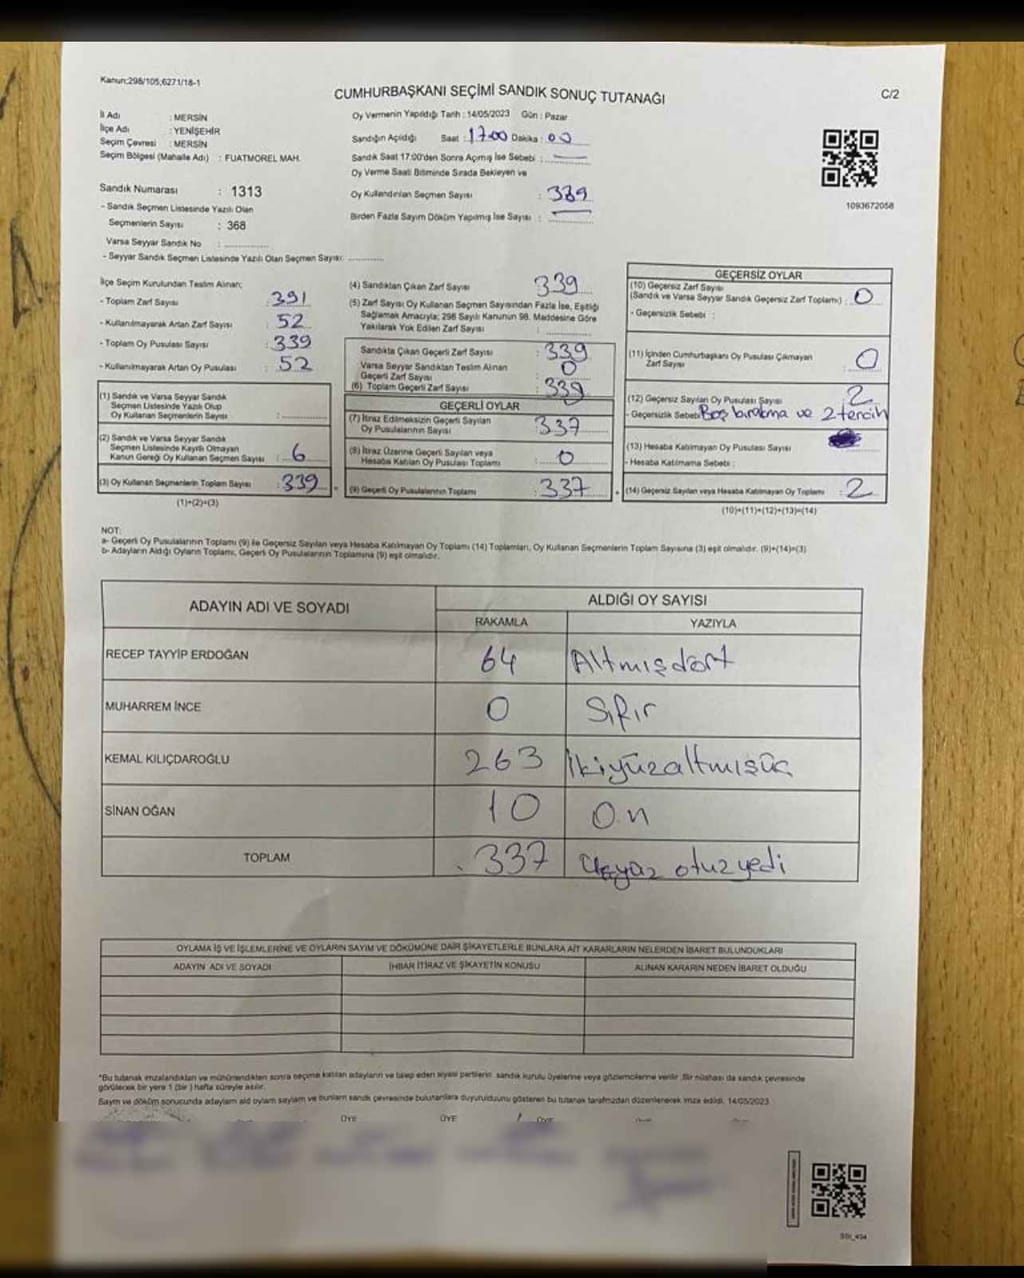 Kanun:298/105,6271/18-1
CUMHURBAŞKANI SEÇİMİ SANDIK SONUÇ TUTANAĞI
C/2
İl Adı : MERSİN
İlçe Adı : YENİŞEHİR
Seçim Çevresi : MERSİN
Seçim Bölgesi (Mahalle Adı) : FUATMOREL MAH.
Sandık Numarası : 1313
- Sandık Seçmen Listesinde Yazılı Olan
Seçmenlerin Sayısı : 368
Varsa Seyyar Sandık No : ............
- Seyyar Sandık Seçmen Listesinde Yazılı Olan Seçmen Sayısı: ............
Oy Vermenin Yapıldığı Tarih : 14/05/2023 Gün : Pazar
Sandığın Açıldığı Saat : 17.00 Dakika : 00
Sandık Saat 17:00'den Sonra Açmış İse Sebebi :
Oy Verme Saati Bitiminde Sırada Bekleyen ve
Oy Kullandırılan Seçmen Sayısı : 339
Birden Fazla Sayım Döküm Yapılmış İse Sayısı :
1093672058
İlçe Seçim Kurulundan Teslim Alınan;
- Toplam Zarf Sayısı : 391
- Kullanılmayarak Artan Zarf Sayısı : 52
- Toplam Oy Pusulası Sayısı : 339
- Kullanılmayarak Artan Oy Pusulası : 52
(1) Sandık ve Varsa Seyyar Sandık
Seçmen Listesinde Yazılı Olup
Oy Kullanan Seçmenlerin Sayısı :
(2) Sandık ve Varsa Seyyar Sandık
Seçmen Listesinde Kayıtlı Olmayan
Kanun Gereği Oy Kullanan Seçmen Sayısı : 6
(3) Oy Kullanan Seçmenlerin Toplam Sayısı : 339
(1)+(2)=(3)
(4) Sandıktan Çıkan Zarf Sayısı : 339
(5) Zarf Sayısı Oy Kullanan Seçmen Sayısından Fazla İse, Eşitliği
Sağlamak Amacıyla; 298 Sayılı Kanunun 98. Maddesine Göre
Yakılarak Yok Edilen Zarf Sayısı :
Sandıkta Çıkan Geçerli Zarf Sayısı : 339
Varsa Seyyar Sandıktan Teslim Alınan
Geçerli Zarf Sayısı : 0
(6) Toplam Geçerli Zarf Sayısı : 339
GEÇERLİ OYLAR
(7) İtiraz Edilmeksizin Geçerli Sayılan
Oy Pusulalarının Sayısı : 337
(8) İtiraz Üzerine Geçerli Sayılan veya
Hesaba Katılan Oy Pusulası Toplamı : 0
(9) Geçerli Oy Pusulalarının Toplamı : 337
GEÇERSİZ OYLAR
(10) Geçersiz Zarf Sayısı
(Sandık ve Varsa Seyyar Sandık Geçersiz Zarf Toplamı) : 0
- Geçersizlik Sebebi :
(11) İçinden Cumhurbaşkanı Oy Pusulası Çıkmayan
Zarf Sayısı : 0
(12) Geçersiz Sayılan Oy Pusulası Sayısı : 2
- Geçersizlik Sebebi: Boş bırakma ve 2 tercih
(13) Hesaba Katılmayan Oy Pusulası Sayısı :
- Hesaba Katılmama Sebebi :
(14) Geçersiz Sayılan veya Hesaba Katılmayan Oy Toplamı : 2
(10)+(11)+(12)+(13)=(14)
NOT:
a- Geçerli Oy Pusulalarının Toplamı (9) ile Geçersiz Sayılan veya Hesaba Katılmayan Oy Toplamı (14) Toplamları, Oy Kullanan Seçmenlerin Toplam Sayısına (3) eşit olmalıdır. (9)+(14)=(3)
b- Adayların Aldığı Oyların Toplamı, Geçerli Oy Pusulalarının Toplamına (9) eşit olmalıdır.
ADAYIN ADI VE SOYADI
ALDIĞI OY SAYISI
RAKAMLA
YAZIYLA
RECEP TAYYİP ERDOĞAN 64 Altmışdört
MUHARREM İNCE 0 Sıfır
KEMAL KILIÇDAROĞLU 263 İkiyüzaltmışüç
SİNAN OĞAN 10 On
TOPLAM 337 Üçyüz otuzyedi
OYLAMA İŞ VE İŞLEMLERİNE VE OYLARIN SAYIM VE DÖKÜMÜNE DAİR ŞİKAYETLERLE BUNLARA AİT KARARLARIN NELERDEN İBARET BULUNDUKLARI
ADAYIN ADI VE SOYADI
İHBAR İTİRAZ VE ŞİKAYETİN KONUSU
ALINAN KARARIN NEDEN İBARET OLDUĞU
*Bu tutanak imzalandıktan ve mühürlendikten sonra seçime katılan adayların ve talep eden siyasi partilerin sandık kurulu üyelerine veya gözlemcilerine verilir. Bir nüshası da sandık çevresinde
görülecek bir yere 1 (bir) hafta süreyle asılır.
Sayım ve döküm sonucunda adayların ald oyların sayıları ve bunların sandık çevresinde bulunanlara duyurulduğunu gösteren bu tutanak tarafımızdan düzenlenerek imza edildi. 14/05/2023
ÜYE ÜYE ÜYE